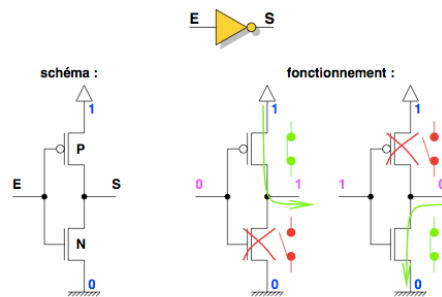 E S
schéma : fonctionnement :
1 1 1
P
E S 0 1 1 0
N
0 0 0